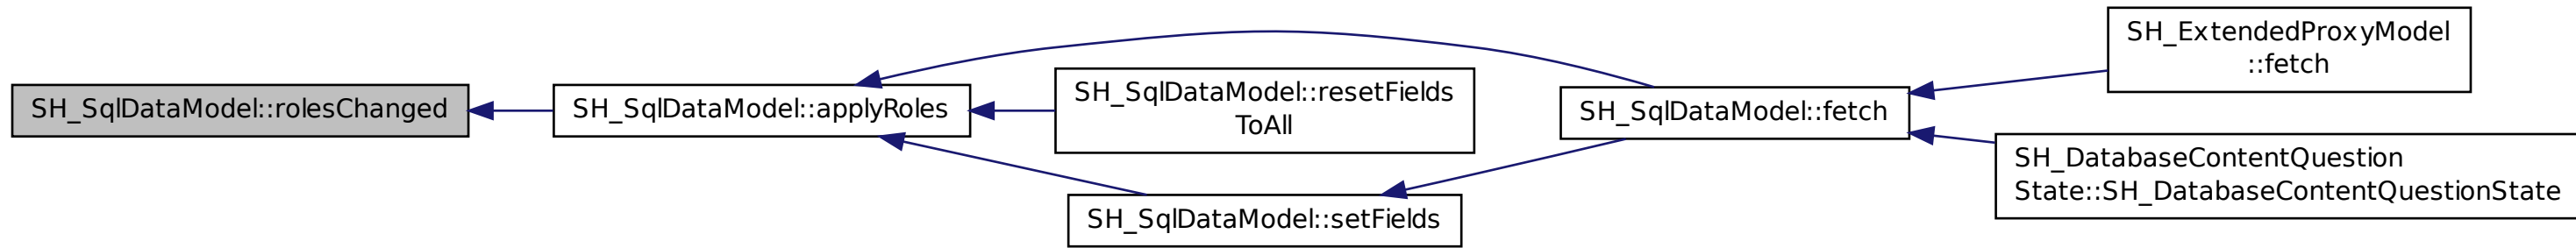 SH_SqlDataModel::rolesChanged
SH_SqlDataModel::applyRoles
SH_SqlDataModel::resetFields
ToAll
SH_SqlDataModel::setFields
SH_SqlDataModel::fetch
SH_ExtendedProxyModel
::fetch
SH_DatabaseContentQuestion
State::SH_DatabaseContentQuestionState